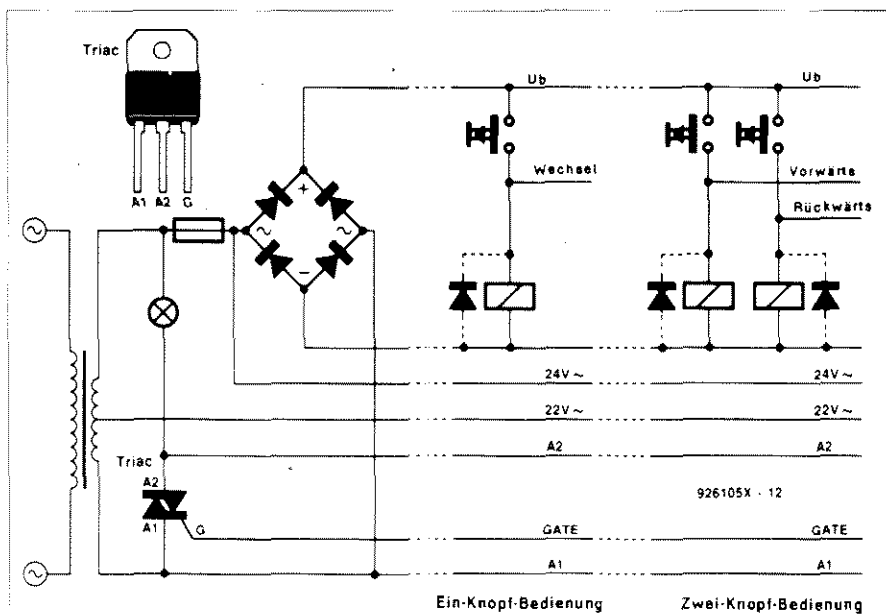 Triac
A1 A2 G
Ub
Ub
Wechsel
Vorwärts
Rückwärts
+
~
~
−
24V~
24V~
22V~
22V~
A2
A2
Triac
A2
A1
G
926105X - 12
GATE
GATE
A1
A1
Ein-Knopf-Bedienung
Zwei-Knopf-Bedienung